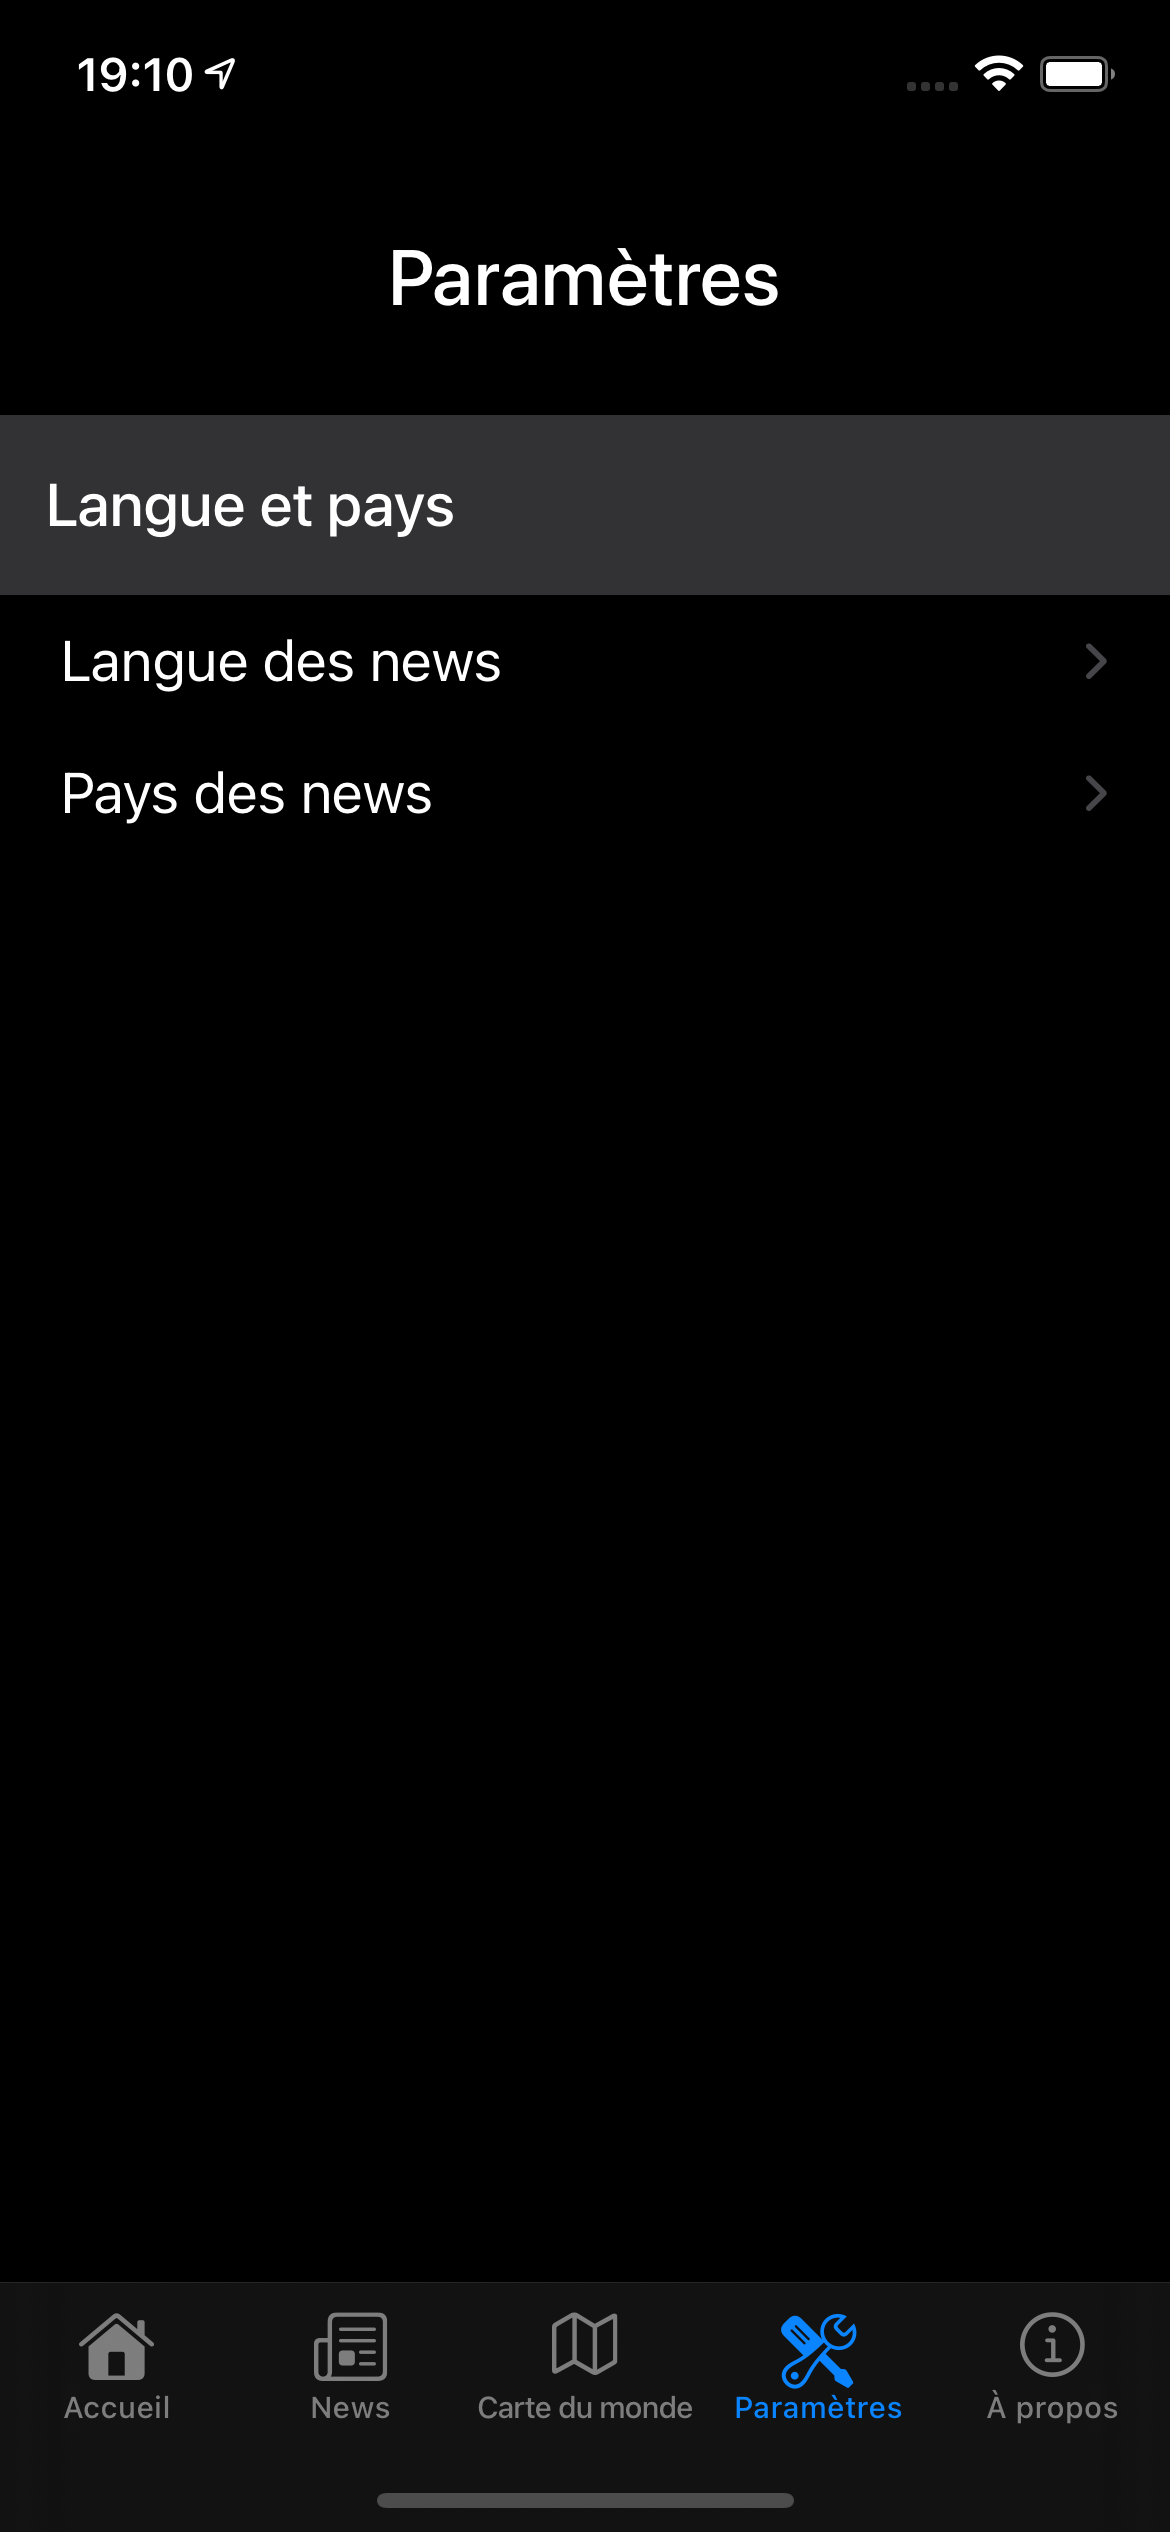 19:10
Paramètres
Langue et pays
Langue des news
Pays des news
Accueil
News
Carte du monde
Paramètres
À propos